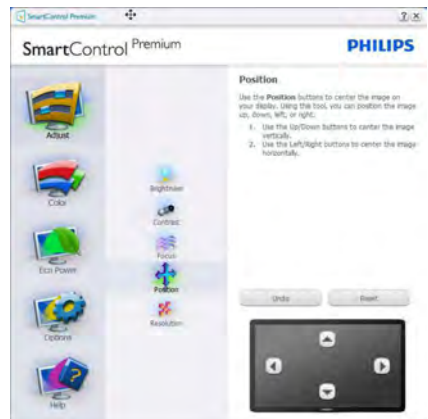 SmartControl Premium
SmartControl Premium
PHILIPS
Adjust
Color
Eco Power
Options
Help
Brightness
Contrast
Focus
Position
Resolution
Position
Use the Position buttons to center the image on
your display. Using this tool, you can position the image
up, down, left, or right.
1. Use the Up/Down buttons to center the image
vertically.
2. Use the Left/Right buttons to center the image
horizontally.
Undo
Reset